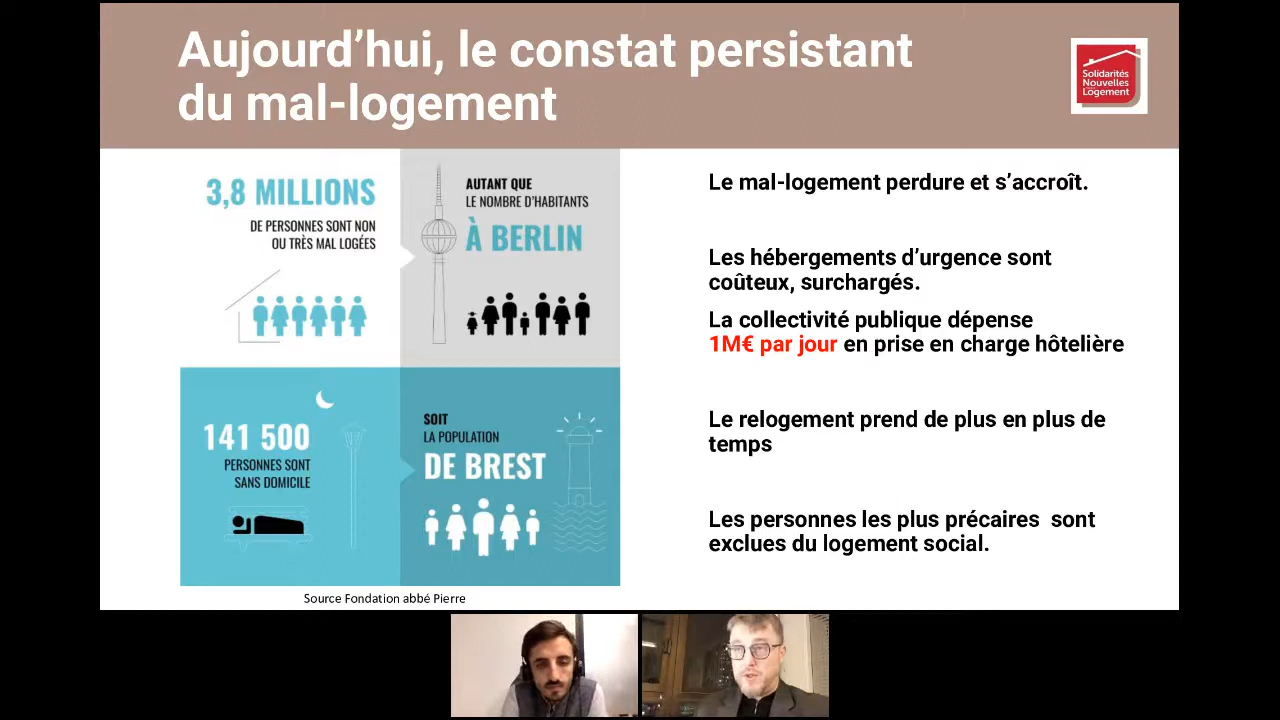 Aujourd’hui, le constat persistant
du mal-logement
Solidarités
Nouvelles
Logement
3,8 MILLIONS
DE PERSONNES SONT NON
OU TRÈS MAL LOGÉES
AUTANT QUE
LE NOMBRE D’HABITANTS
À BERLIN
141 500
PERSONNES SONT
SANS DOMICILE
SOIT
LA POPULATION
DE BREST
Source Fondation abbé Pierre
Le mal-logement perdure et s’accroît.
Les hébergements d’urgence sont
coûteux, surchargés.
La collectivité publique dépense
1M€ par jour en prise en charge hôtelière
Le relogement prend de plus en plus de
temps
Les personnes les plus précaires  sont
exclues du logement social.